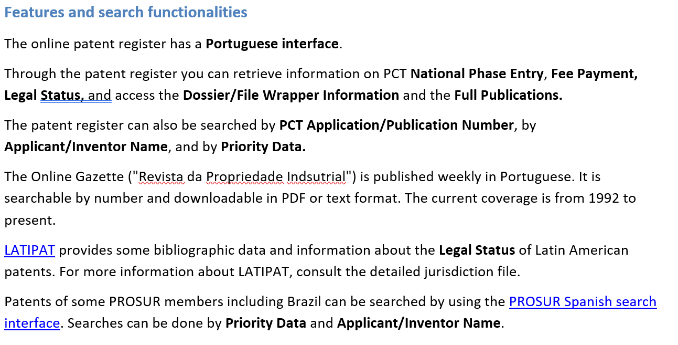 Features and search functionalities
The online patent register has a Portuguese interface.
Through the patent register you can retrieve information on PCT National Phase Entry, Fee Payment,
Legal Status, and access the Dossier/File Wrapper Information and the Full Publications.
The patent register can also be searched by PCT Application/Publication Number, by
Applicant/Inventor Name, and by Priority Data.
The Online Gazette ("Revista da Propriedade Indsutrial") is published weekly in Portuguese. It is
searchable by number and downloadable in PDF or text format. The current coverage is from 1992 to
present.
LATIPAT provides some bibliographic data and information about the Legal Status of Latin American
patents. For more information about LATIPAT, consult the detailed jurisdiction file.
Patents of some PROSUR members including Brazil can be searched by using the PROSUR Spanish search
interface. Searches can be done by Priority Data and Applicant/Inventor Name.